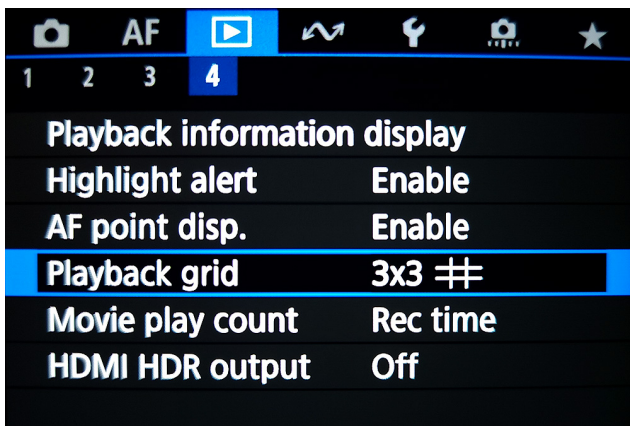 AF
1 2 3 4
Playback information display
Highlight alert Enable
AF point disp. Enable
Playback grid 3x3
Movie play count Rec time
HDMI HDR output Off